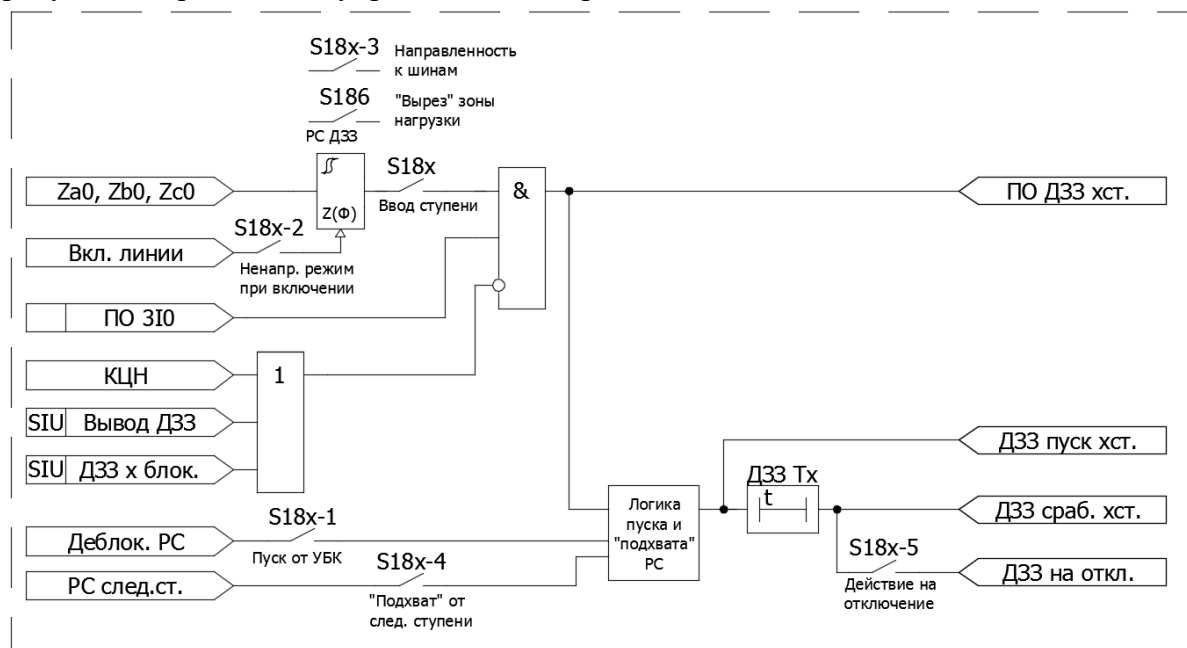 S18x-3
Направленность
к шинам
S186
"Вырез" зоны
нагрузки
РС ДЗЗ
Z(Ф)
Za0, Zb0, Zc0
S18x
Ввод ступени
&
ПО ДЗЗ хст.
Вкл. линии
S18x-2
Ненапр. режим
при включении
ПО 3I0
КЦН
1
SIU Вывод ДЗЗ
SIU ДЗЗ х блок.
ДЗЗ пуск хст.
ДЗЗ Тх
t
Логика
пуска и
"подхвата"
РС
ДЗЗ сраб. хст.
Деблок. РС
S18x-1
Пуск от УБК
S18x-5
Действие на
отключение
ДЗЗ на откл.
РС след.ст.
S18x-4
"Подхват" от
след. ступени